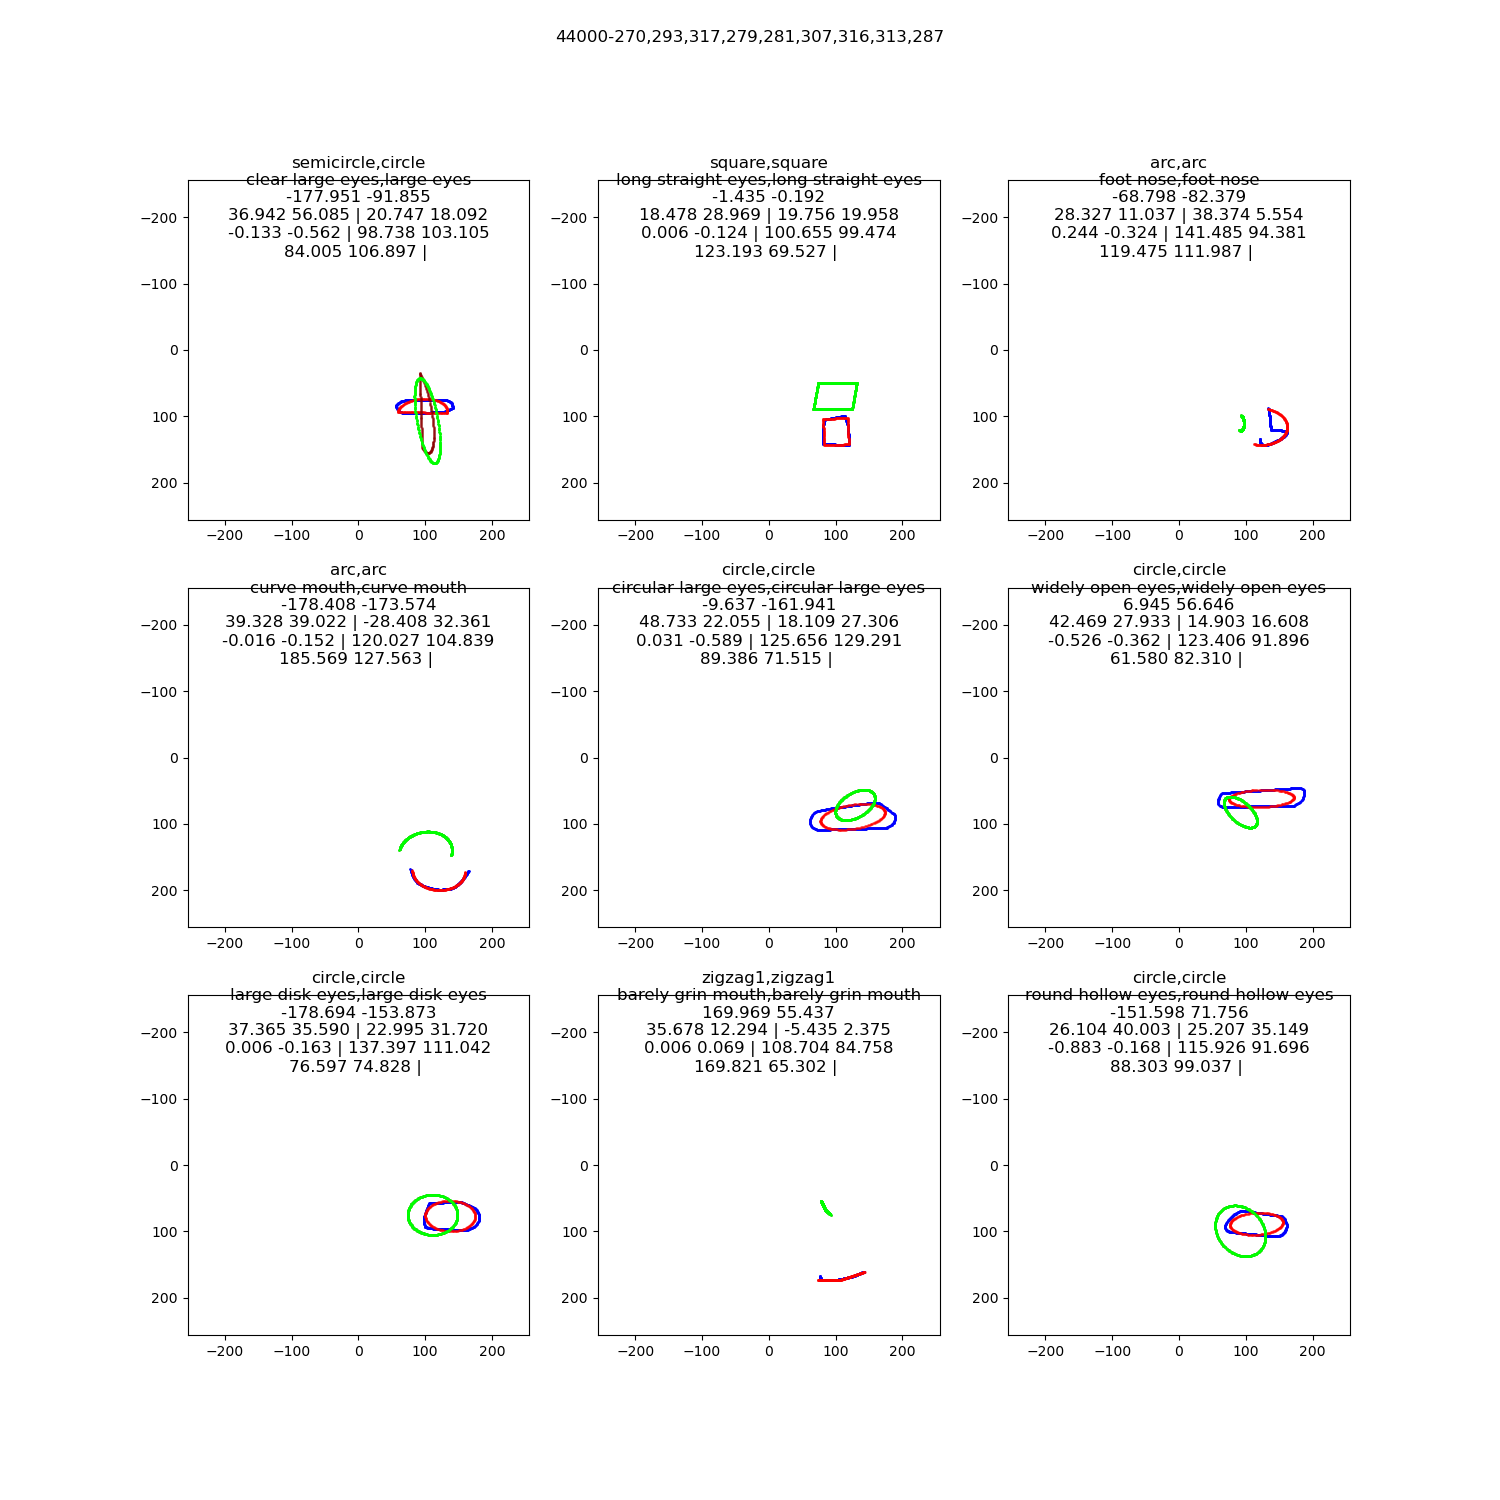 44000-270,293,317,279,281,307,316,313,287
semicircle,circle
clear large eyes,large eyes
-177.951 -91.855
36.942 56.085 | 20.747 18.092
-0.133 -0.562 | 98.738 103.105
84.005 106.897 |
−200
−100
0
100
200
−200 −100 0 100 200
square,square
long straight eyes,long straight eyes
-1.435 -0.192
18.478 28.969 | 19.756 19.958
0.006 -0.124 | 100.655 99.474
123.193 69.527 |
−200
−100
0
100
200
−200 −100 0 100 200
arc,arc
foot nose,foot nose
-68.798 -82.379
28.327 11.037 | 38.374 5.554
0.244 -0.324 | 141.485 94.381
119.475 111.987 |
−200
−100
0
100
200
−200 −100 0 100 200
arc,arc
curve mouth,curve mouth
-178.408 -173.574
39.328 39.022 | -28.408 32.361
-0.016 -0.152 | 120.027 104.839
185.569 127.563 |
−200
−100
0
100
200
−200 −100 0 100 200
circle,circle
circular large eyes,circular large eyes
-9.637 -161.941
48.733 22.055 | 18.109 27.306
0.031 -0.589 | 125.656 129.291
89.386 71.515 |
−200
−100
0
100
200
−200 −100 0 100 200
circle,circle
widely open eyes,widely open eyes
6.945 56.646
42.469 27.933 | 14.903 16.608
-0.526 -0.362 | 123.406 91.896
61.580 82.310 |
−200
−100
0
100
200
−200 −100 0 100 200
circle,circle
large disk eyes,large disk eyes
-178.694 -153.873
37.365 35.590 | 22.995 31.720
0.006 -0.163 | 137.397 111.042
76.597 74.828 |
−200
−100
0
100
200
−200 −100 0 100 200
zigzag1,zigzag1
barely grin mouth,barely grin mouth
169.969 55.437
35.678 12.294 | -5.435 2.375
0.006 0.069 | 108.704 84.758
169.821 65.302 |
−200
−100
0
100
200
−200 −100 0 100 200
circle,circle
round hollow eyes,round hollow eyes
-151.598 71.756
26.104 40.003 | 25.207 35.149
-0.883 -0.168 | 115.926 91.696
88.303 99.037 |
−200
−100
0
100
200
−200 −100 0 100 200